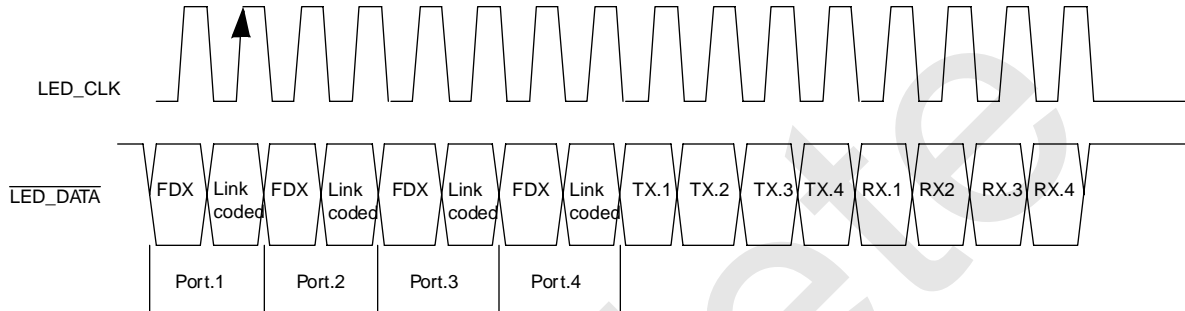 LED_CLK
LED_DATA
FDX Link coded FDX Link coded FDX Link coded FDX Link coded TX.1 TX.2 TX.3 TX.4 RX.1 RX2 RX.3 RX.4
Port.1 Port.2 Port.3 Port.4
ete